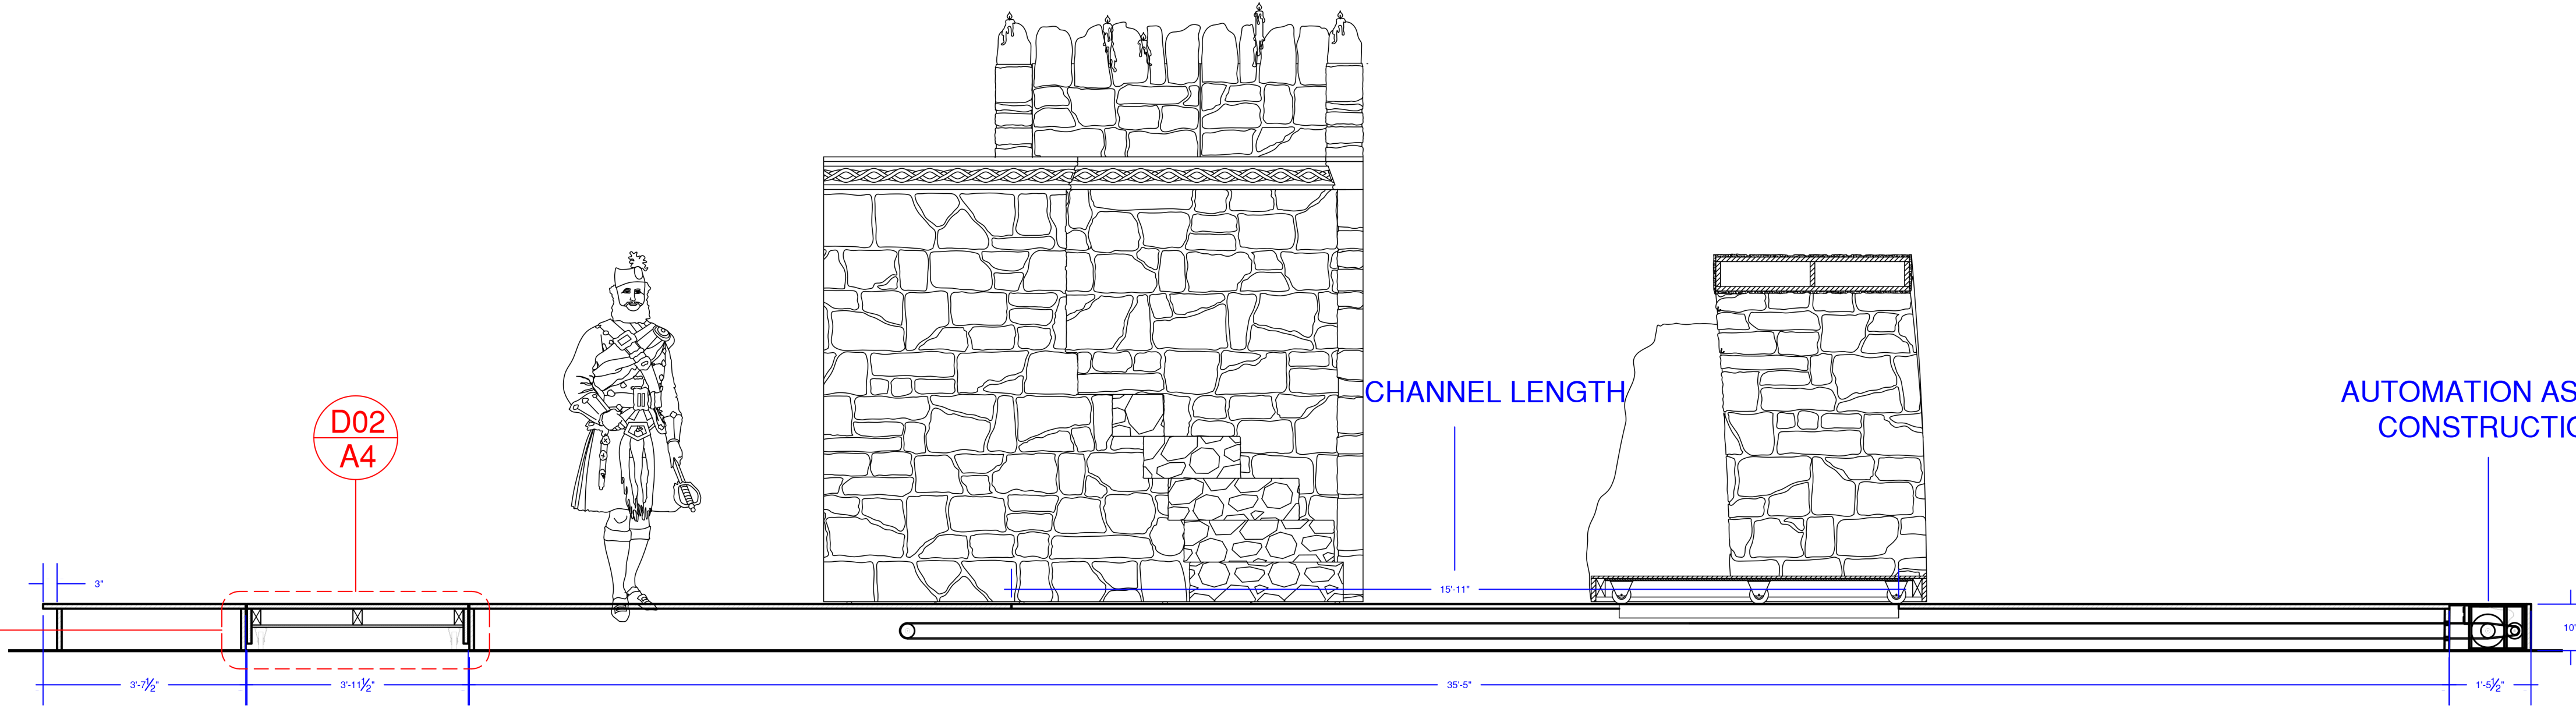 D02
A4
CHANNEL LENGTH
AUTOMATION AS
CONSTRUCTIO
3"
15'-11"
10'
3'-7½"
3'-11½"
35'-5"
1'-5½"